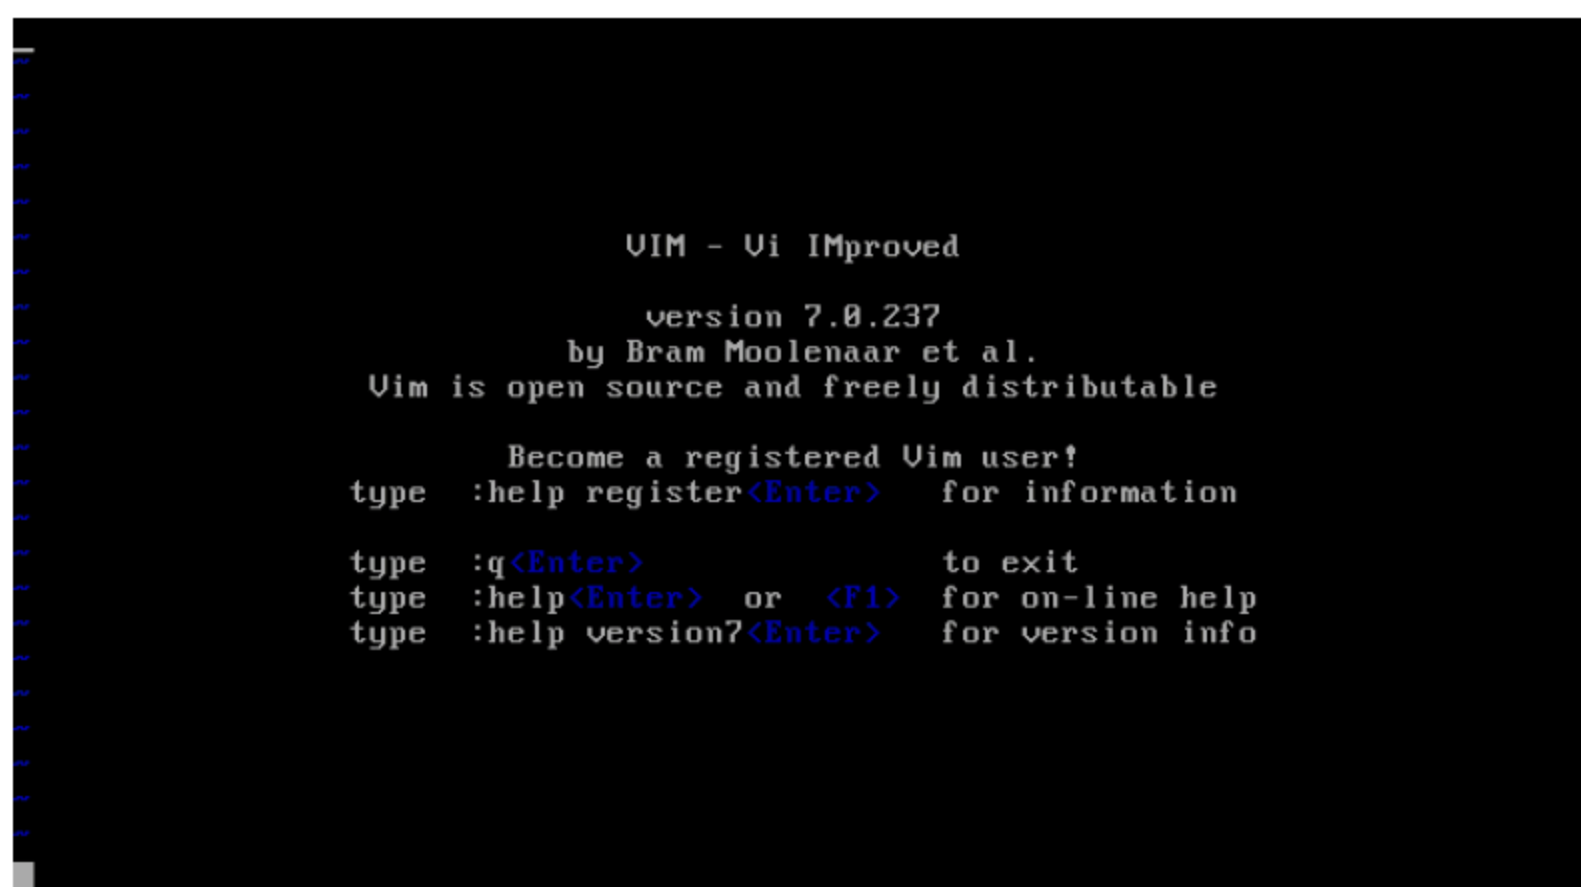 ~
~
~
~
~
~ VIM - Vi IMproved
~
~ version 7.0.237
~ by Bram Moolenaar et al.
~ Vim is open source and freely distributable
~
~ Become a registered Vim user!
~ type :help register<Enter> for information
~
~ type :q<Enter> to exit
~ type :help<Enter> or <F1> for on-line help
~ type :help version7<Enter> for version info
~
~
~
~
~
~